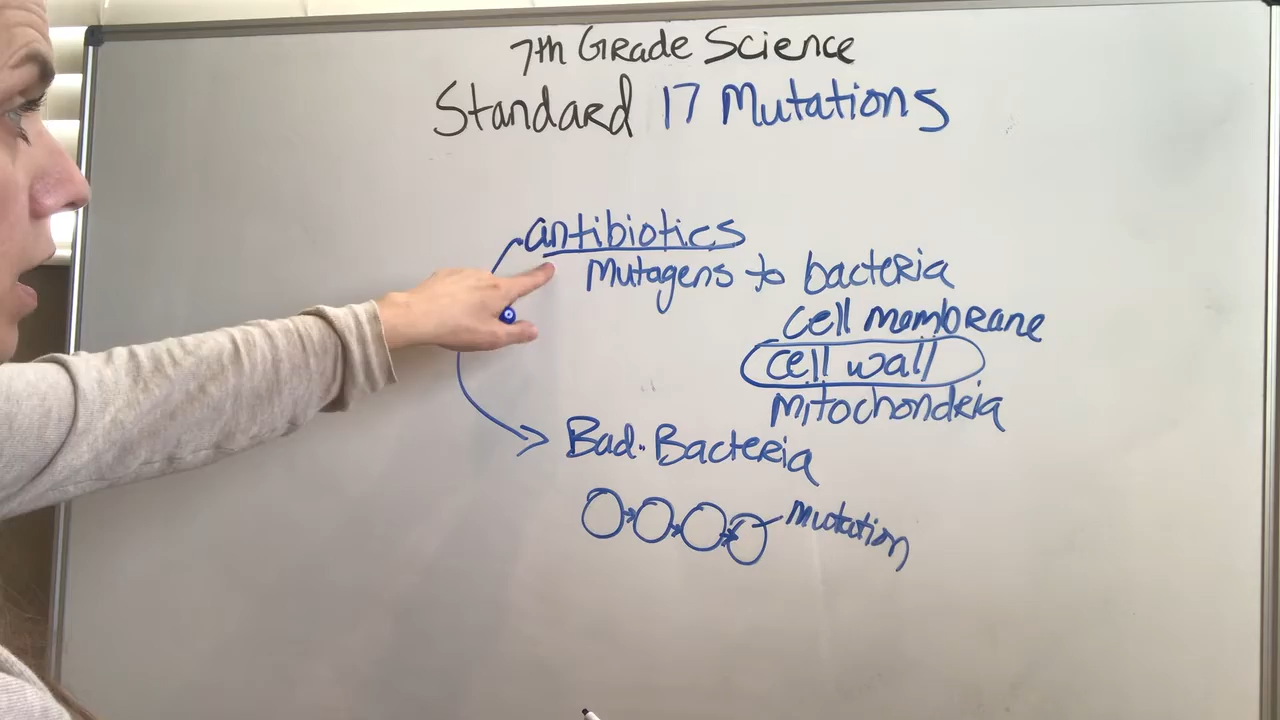 7th Grade Science
Standard 17 Mutations
antibiotics
Mutagens to bacteria
cell membrane
cell wall
Mitochondria
Bad Bacteria
Mutation